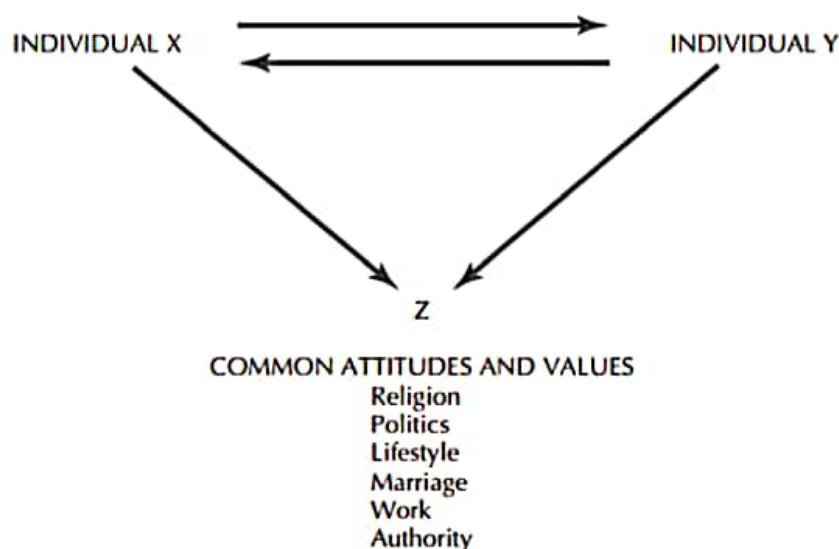 INDIVIDUAL X
INDIVIDUAL Y
Z
COMMON ATTITUDES AND VALUES
Religion
Politics
Lifestyle
Marriage
Work
Authority